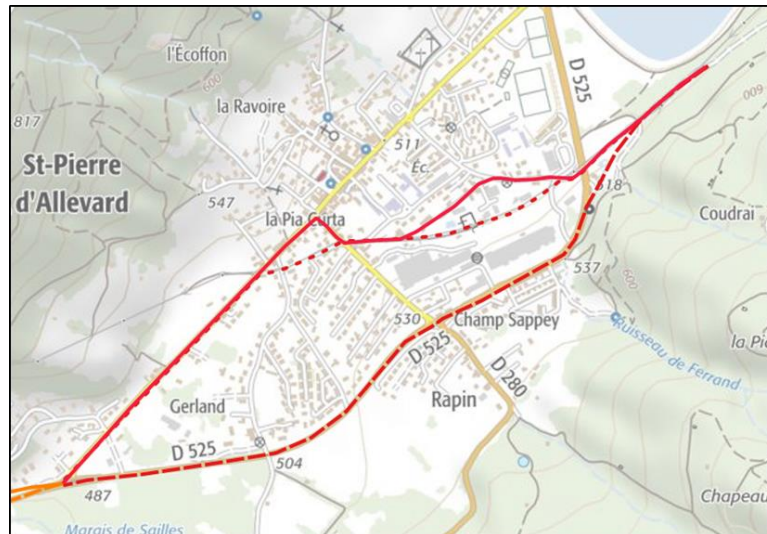 l'Écoffon
600
la Ravoire
D 525
009
817
511
St-Pierre
d'Allevard
Éc.
547
518
la Pia Curta
Coudrai
537
600
530
Champ Sappey
Ruisseau de Ferrand
D 525
la Pia
D 280
Rapin
Gerland
D 525
504
487
Chapeau
Marais de Sailles